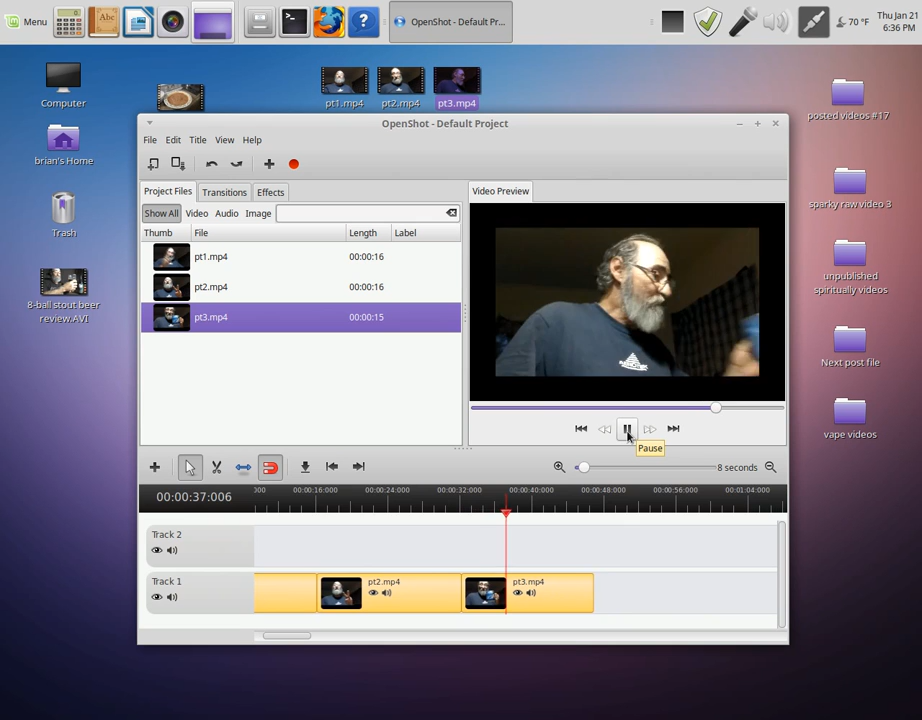 Menu
Abc
OpenShot - Default Pr...
70 °F
Thu Jan 21
6:36 PM
Computer
brian's Home
Trash
8-ball stout beer
review.AVI
pt1.mp4
pt2.mp4
pt3.mp4
posted videos #17
sparky raw video 3
unpublished
spiritually videos
Next post file
vape videos
OpenShot - Default Project
File Edit Title View Help
Project Files Transitions Effects
Show All Video Audio Image
Thumb File Length Label
pt1.mp4 00:00:16
pt2.mp4 00:00:16
pt3.mp4 00:00:15
Video Preview
Pause
8 seconds
00:00:37:006
:000 00:00:16:000 00:00:24:000 00:00:32:000 00:00:40:000 00:00:48:000 00:00:56:000 00:01:04:000
Track 2
Track 1
pt2.mp4
pt3.mp4